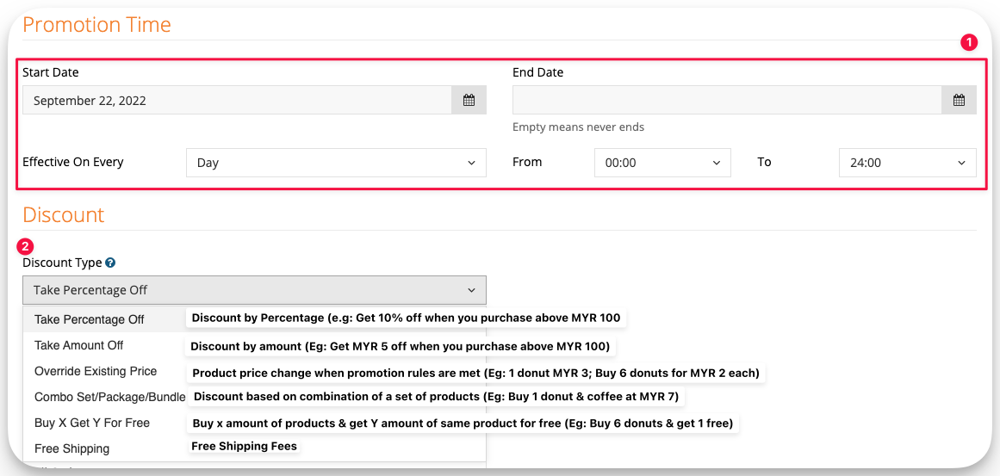 Promotion Time
1
Start Date
End Date
September 22, 2022
Empty means never ends
Effective On Every
Day
From
00:00
To
24:00
Discount
2
Discount Type ?
Take Percentage Off
Take Percentage Off
Discount by Percentage (e.g: Get 10% off when you purchase above MYR 100
Take Amount Off
Discount by amount (Eg: Get MYR 5 off when you purchase above MYR 100)
Override Existing Price
Product price change when promotion rules are met (Eg: 1 donut MYR 3; Buy 6 donuts for MYR 2 each)
Combo Set/Package/Bundle
Discount based on combination of a set of products (Eg: Buy 1 donut & coffee at MYR 7)
Buy X Get Y For Free
Buy x amount of products & get Y amount of same product for free (Eg: Buy 6 donuts & get 1 free)
Free Shipping
Free Shipping Fees